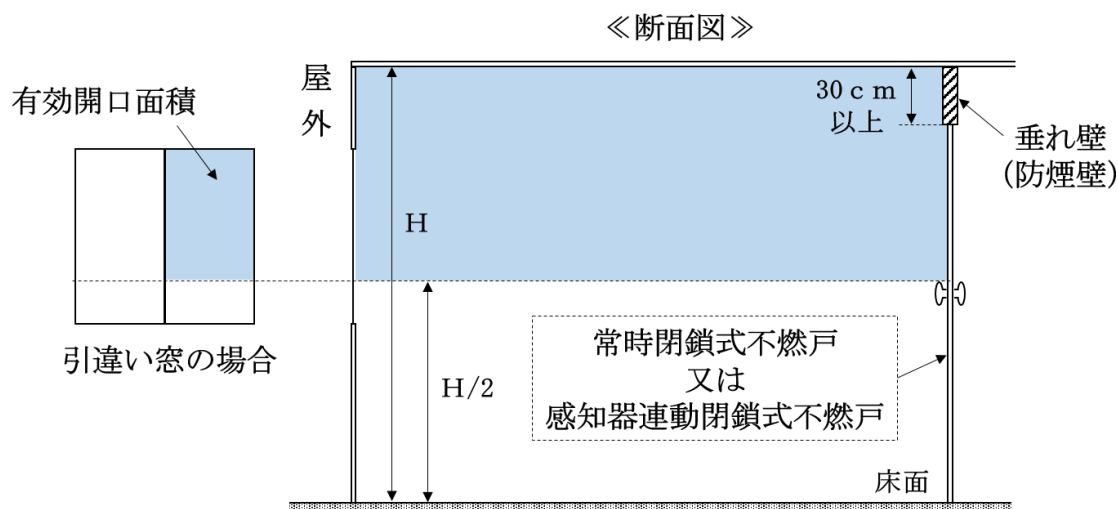 ≪断面図≫
屋
外
有効開口面積
30ｃｍ
以上
垂れ壁
(防煙壁)
H
引違い窓の場合
H/2
常時閉鎖式不燃戸
又は
感知器連動閉鎖式不燃戸
床面